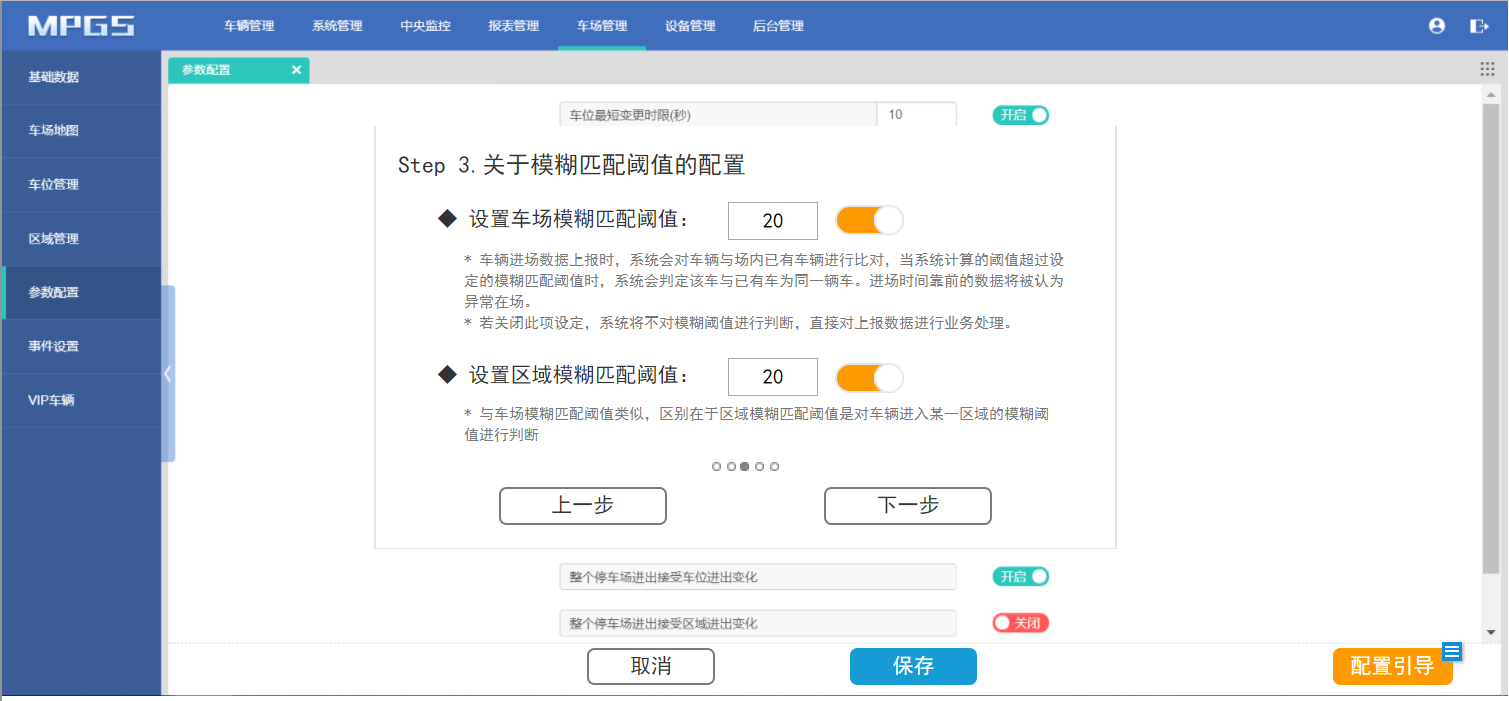 MPGS
车辆管理 系统管理 中央监控 报表管理 车场管理 设备管理 后台管理
基础数据
车场地图
车位管理
区域管理
参数配置
事件设置
VIP车辆
参数配置
车位最短变更时限(秒) 10 开启
Step 3.关于模糊匹配阈值的配置
设置车场模糊匹配阈值: 20
* 车辆进场数据上报时，系统会对车辆与场内已有车辆进行比对，当系统计算的阈值超过设
定的模糊匹配阈值时，系统会判定该车与已有车为同一辆车。进场时间靠前的数据将被认为
异常在场。
* 若关闭此项设定，系统将不对模糊阈值进行判断，直接对上报数据进行业务处理。
设置区域模糊匹配阈值: 20
* 与车场模糊匹配阈值类似，区别在于区域模糊匹配阈值是对车辆进入某一区域的模糊阈
值进行判断
上一步 下一步
整个停车场进出接受车位进出变化 开启
整个停车场进出接受区域进出变化 关闭
取消 保存 配置引导